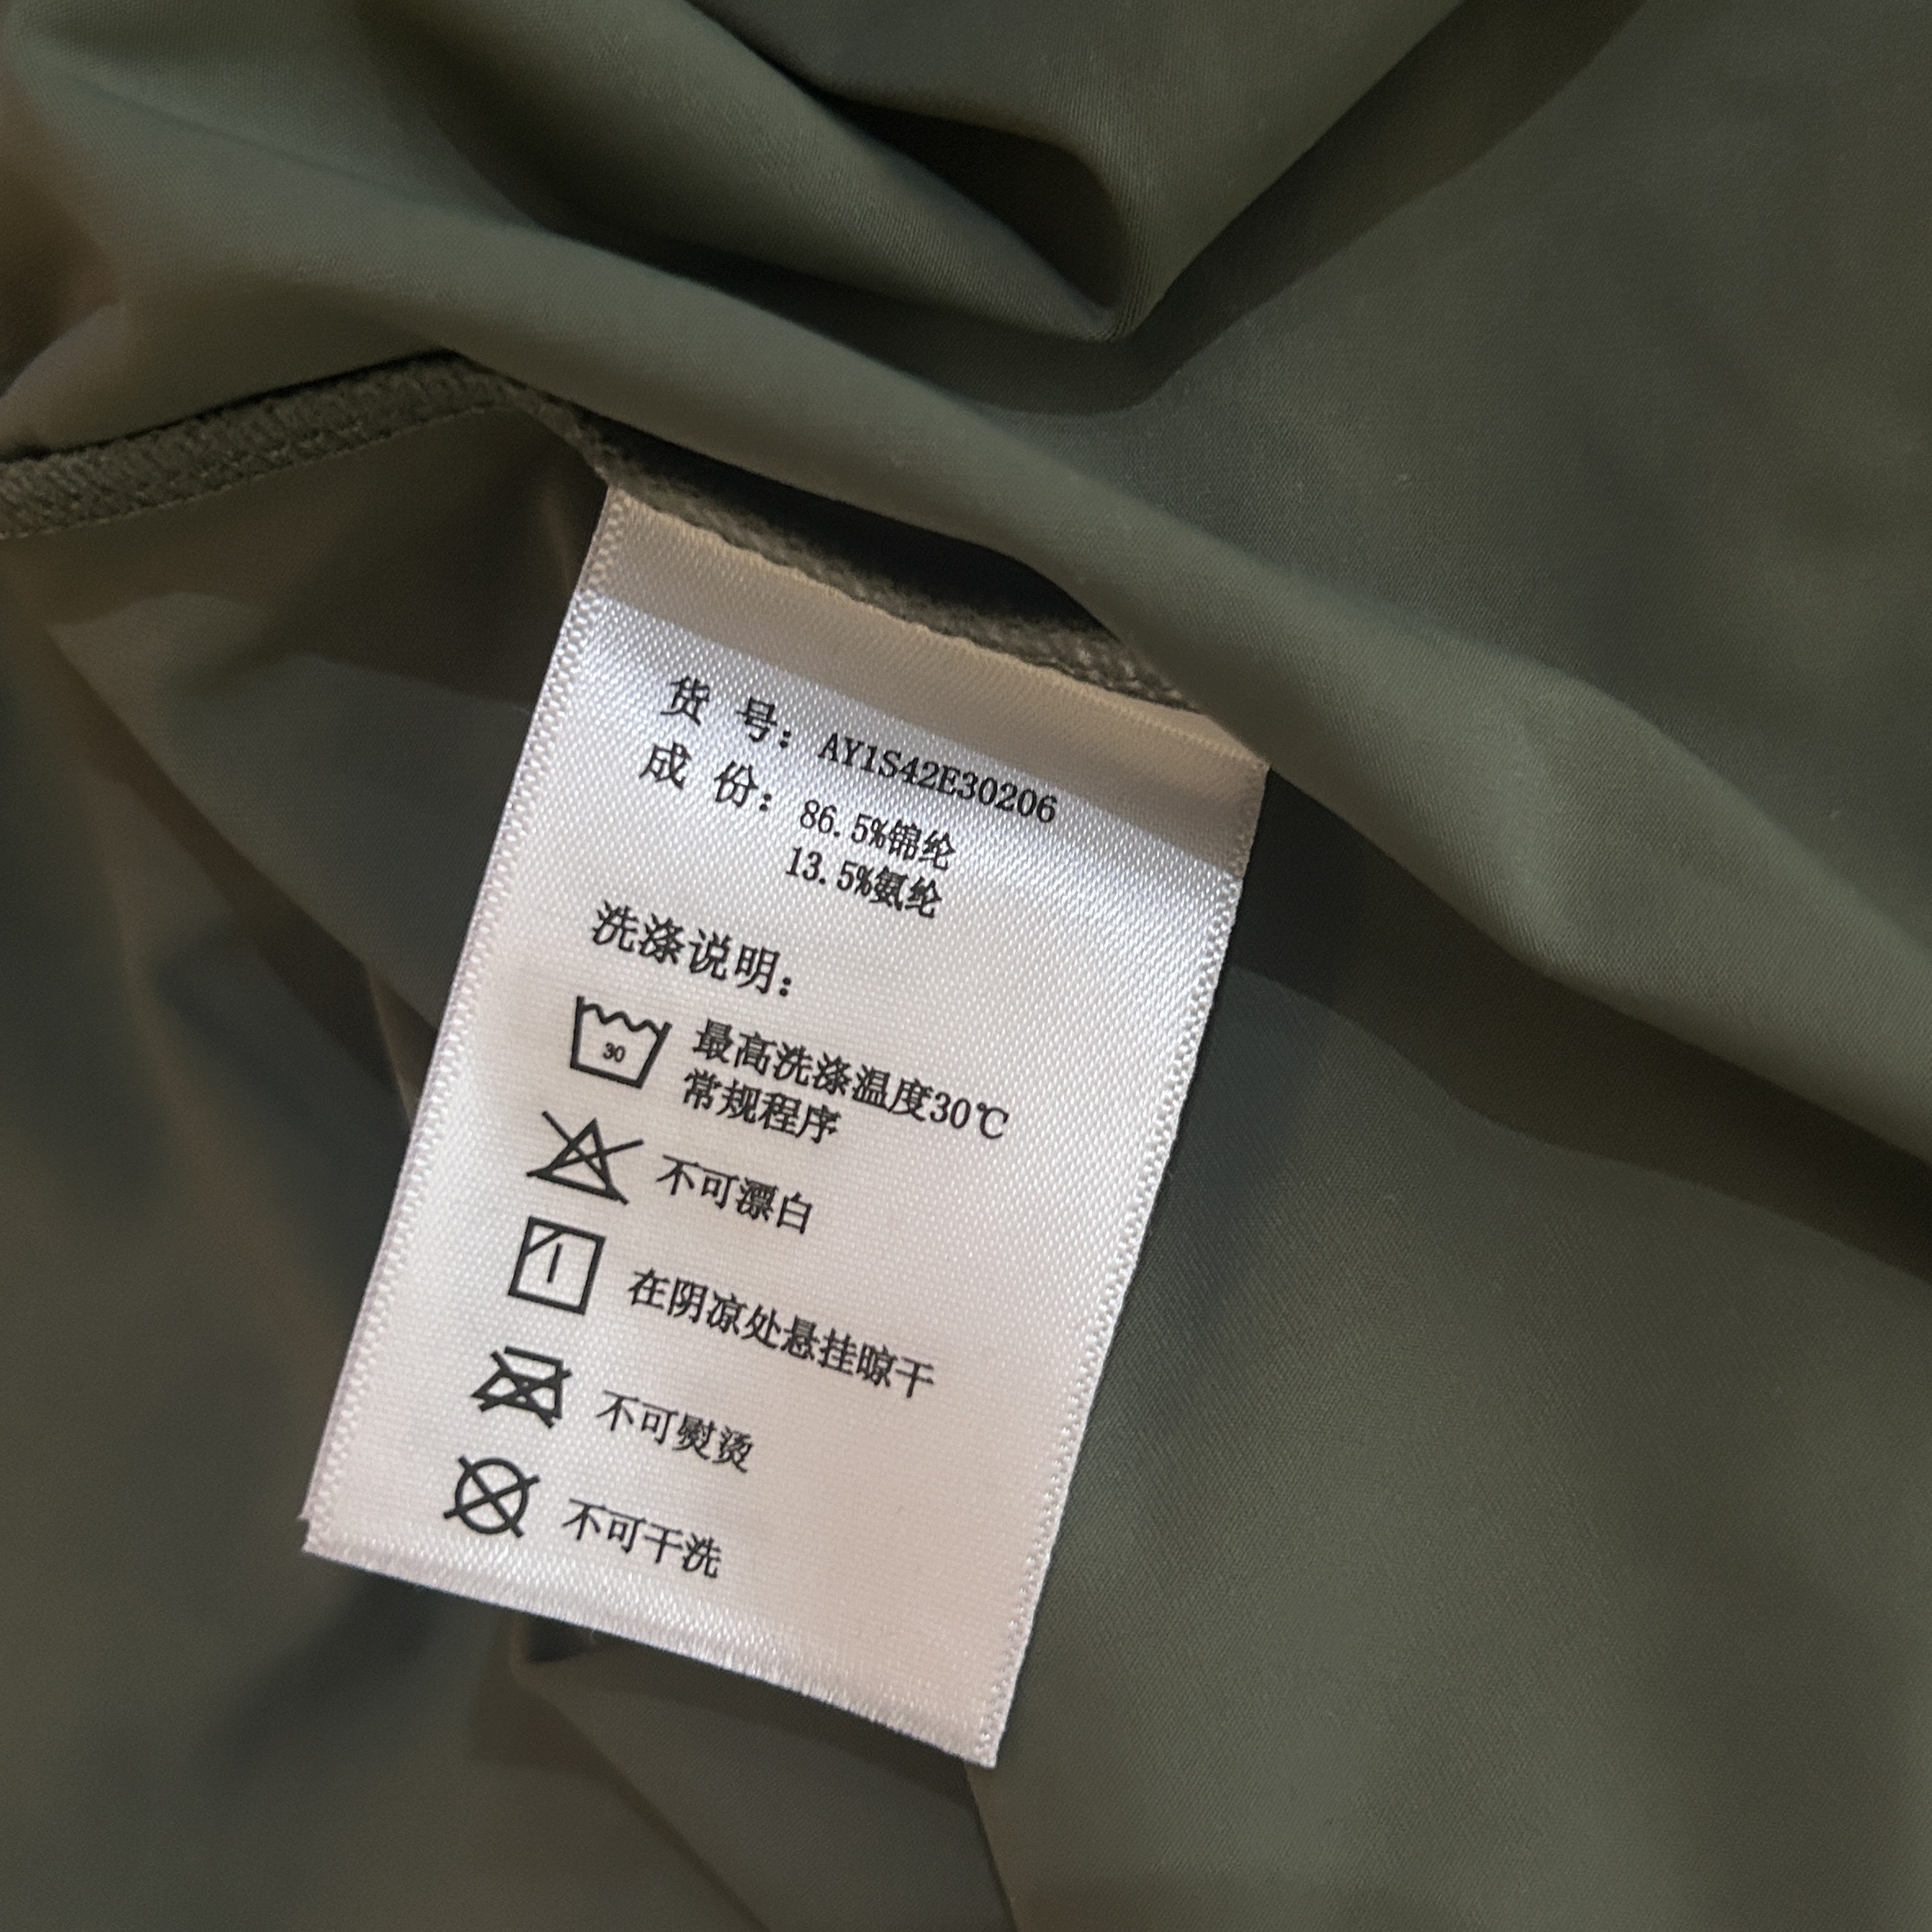 货 号：AY1S42E30206
成 份：86.5%锦纶
13.5%氨纶
洗涤说明：
30
最高洗涤温度30℃
常规程序
不可漂白
在阴凉处悬挂晾干
不可熨烫
不可干洗